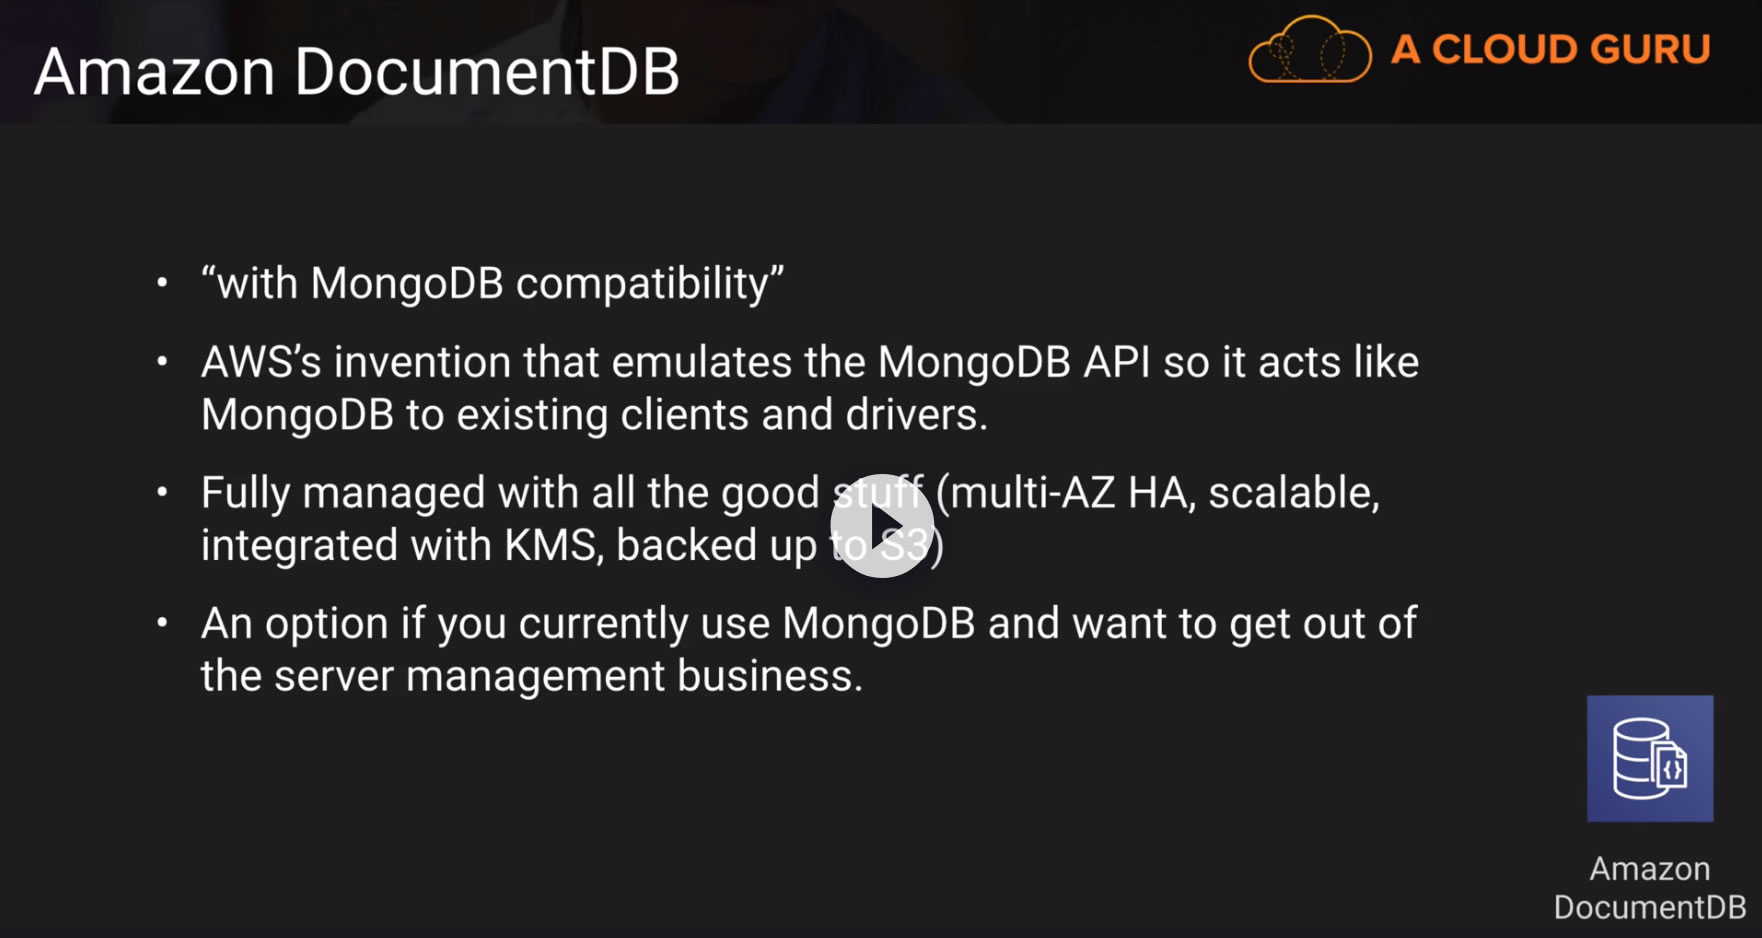 Amazon DocumentDB
A CLOUD GURU
• “with MongoDB compatibility”
• AWS’s invention that emulates the MongoDB API so it acts like
MongoDB to existing clients and drivers.
• Fully managed with all the good stuff (multi-AZ HA, scalable,
integrated with KMS, backed up to S3)
• An option if you currently use MongoDB and want to get out of
the server management business.
{}
Amazon
DocumentDB